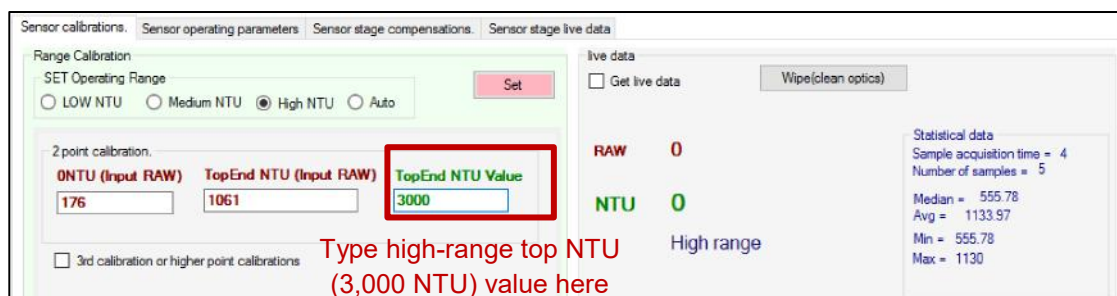 Sensor calibrations. Sensor operating parameters Sensor stage compensations. Sensor stage live data
Range Calibration
SET Operating Range
LOW NTU Medium NTU High NTU Auto
Set
2 point calibration.
0NTU (Input RAW) TopEnd NTU (Input RAW) TopEnd NTU Value
176 1061 3000
3rd calibration or higher point calibrations
Type high-range top NTU
(3,000 NTU) value here
live data
Get live data Wipe(clean optics)
RAW 0
NTU 0
High range
Statistical data
Sample acquisition time = 4
Number of samples = 5
Median = 555.78
Avg = 1133.97
Min = 555.78
Max = 1130